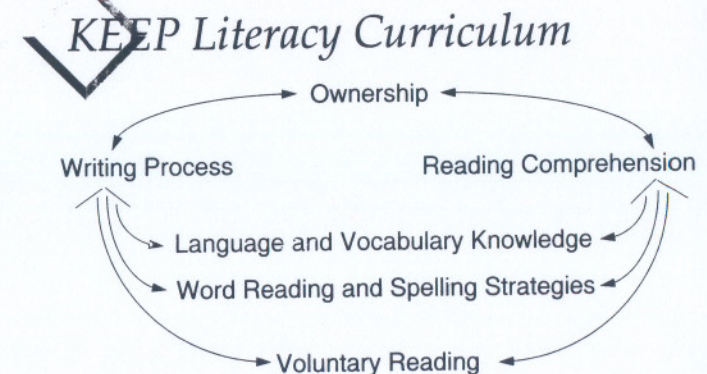 KEEP Literacy Curriculum
Ownership
Writing Process
Reading Comprehension
Language and Vocabulary Knowledge
Word Reading and Spelling Strategies
Voluntary Reading